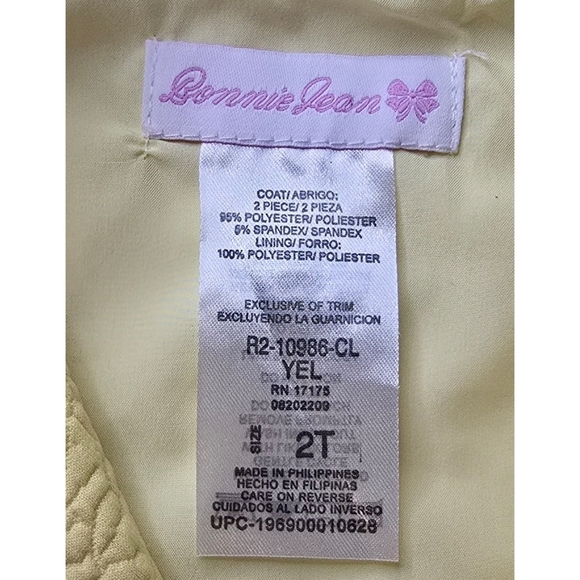 Bonnie Jean
COAT/ ABRIGO:
2 PIECE/ 2 PIEZA
95% POLYESTER/ POLIESTER
5% SPANDEX/ SPANDEX
LINING/ FORRO:
100% POLYESTER/ POLIESTER
EXCLUSIVE OF TRIM
EXCLUYENDO LA GUARNICION
R2-10986-CL
YEL
RN 17175
08202209
SIZE 2T
MADE IN PHILIPPINES
HECHO EN FILIPINAS
CARE ON REVERSE
CUIDADOS AL LADO INVERSO
UPC-196900010628